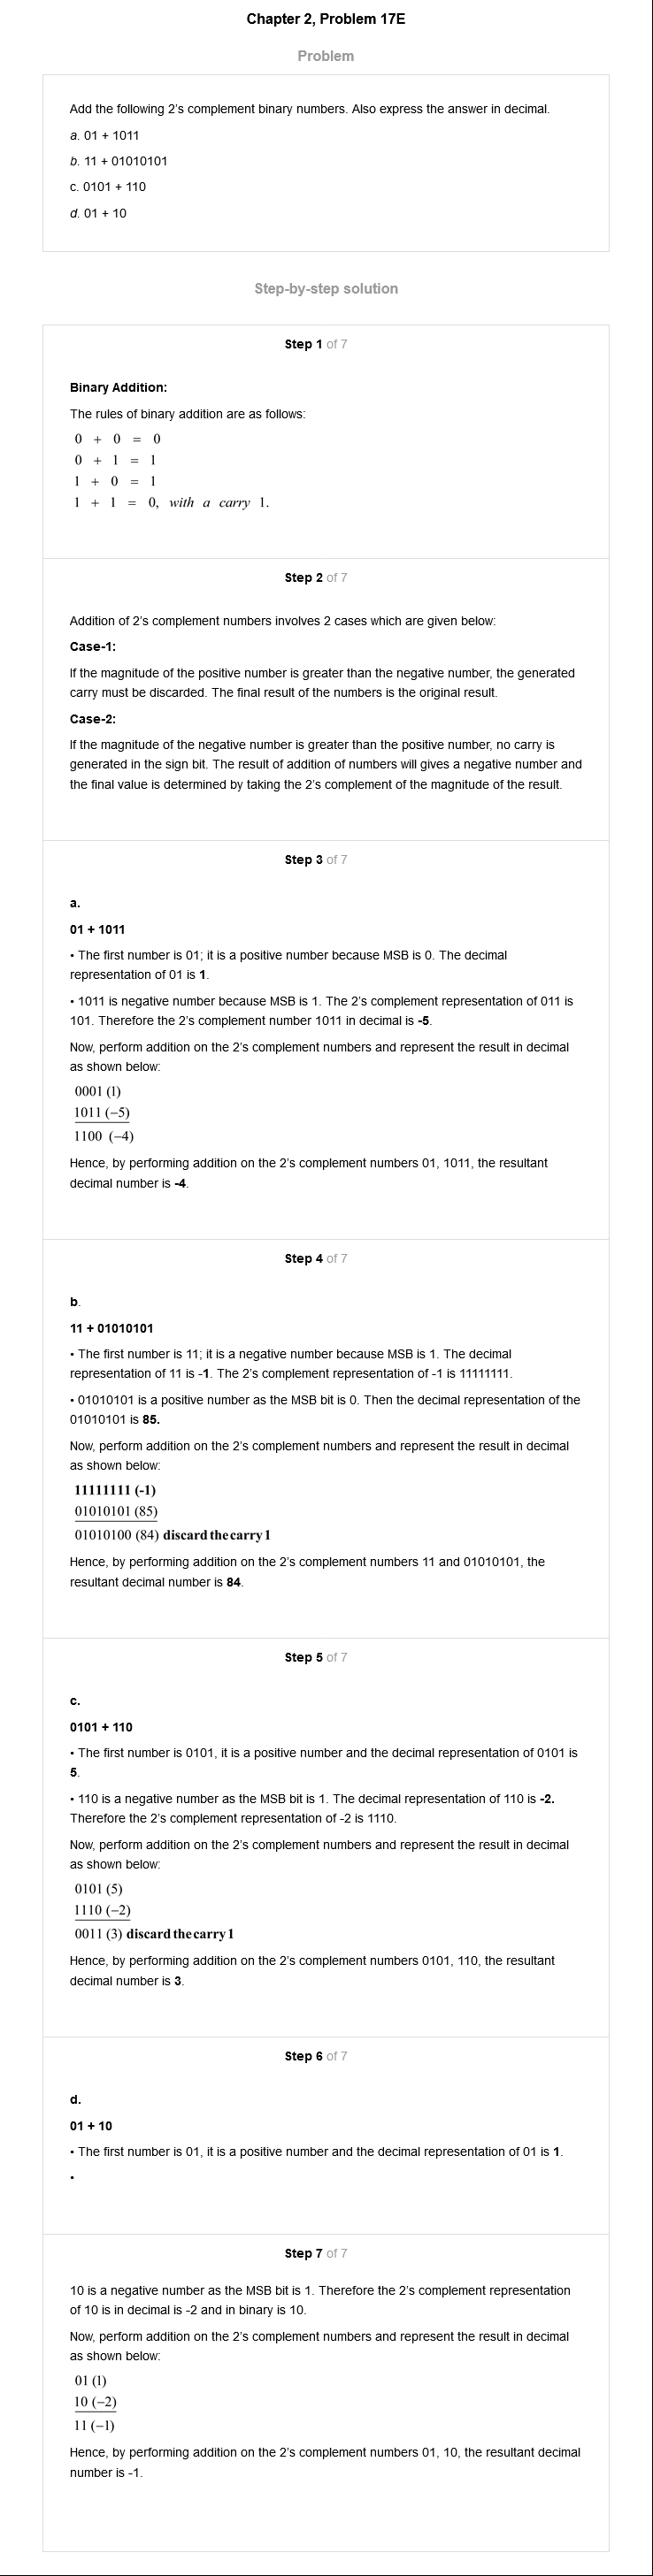 Chapter 2, Problem 17E
Problem
Add the following 2's complement binary numbers. Also express the answer in decimal.
a. 01 + 1011
b. 11 + 01010101
c. 0101 + 110
d. 01 + 10
Step-by-step solution
Step 1 of 7
Binary Addition:
The rules of binary addition are as follows:
0 + 0 = 0
0 + 1 = 1
1 + 0 = 1
1 + 1 = 0, with a carry 1.
Step 2 of 7
Addition of 2's complement numbers involves 2 cases which are given below:
Case-1:
If the magnitude of the positive number is greater than the negative number, the generated
carry must be discarded. The final result of the numbers is the original result.
Case-2:
If the magnitude of the negative number is greater than the positive number, no carry is
generated in the sign bit. The result of addition of numbers will gives a negative number and
the final value is determined by taking the 2's complement of the magnitude of the result.
Step 3 of 7
a.
01 + 1011
• The first number is 01; it is a positive number because MSB is 0. The decimal
representation of 01 is 1.
• 1011 is negative number because MSB is 1. The 2's complement representation of 011 is
101. Therefore the 2's complement number 1011 in decimal is -5.
Now, perform addition on the 2's complement numbers and represent the result in decimal
as shown below:
0001 (1)
1011 (−5)
1100 (−4)
Hence, by performing addition on the 2's complement numbers 01, 1011, the resultant
decimal number is -4.
Step 4 of 7
b.
11 + 01010101
• The first number is 11; it is a negative number because MSB is 1. The decimal
representation of 11 is -1. The 2's complement representation of -1 is 11111111.
• 01010101 is a positive number as the MSB bit is 0. Then the decimal representation of the
01010101 is 85.
Now, perform addition on the 2's complement numbers and represent the result in decimal
as shown below:
11111111 (-1)
01010101 (85)
01010100 (84) discard the carry 1
Hence, by performing addition on the 2's complement numbers 11 and 01010101, the
resultant decimal number is 84.
Step 5 of 7
c.
0101 + 110
• The first number is 0101, it is a positive number and the decimal representation of 0101 is
5.
• 110 is a negative number as the MSB bit is 1. The decimal representation of 110 is -2.
Therefore the 2's complement representation of -2 is 1110.
Now, perform addition on the 2's complement numbers and represent the result in decimal
as shown below:
0101 (5)
1110 (−2)
0011 (3) discard the carry 1
Hence, by performing addition on the 2's complement numbers 0101, 110, the resultant
decimal number is 3.
Step 6 of 7
d.
01 + 10
• The first number is 01, it is a positive number and the decimal representation of 01 is 1.
•
Step 7 of 7
10 is a negative number as the MSB bit is 1. Therefore the 2's complement representation
of 10 is in decimal is -2 and in binary is 10.
Now, perform addition on the 2's complement numbers and represent the result in decimal
as shown below:
01 (1)
10 (−2)
11 (−1)
Hence, by performing addition on the 2's complement numbers 01, 10, the resultant decimal
number is -1.